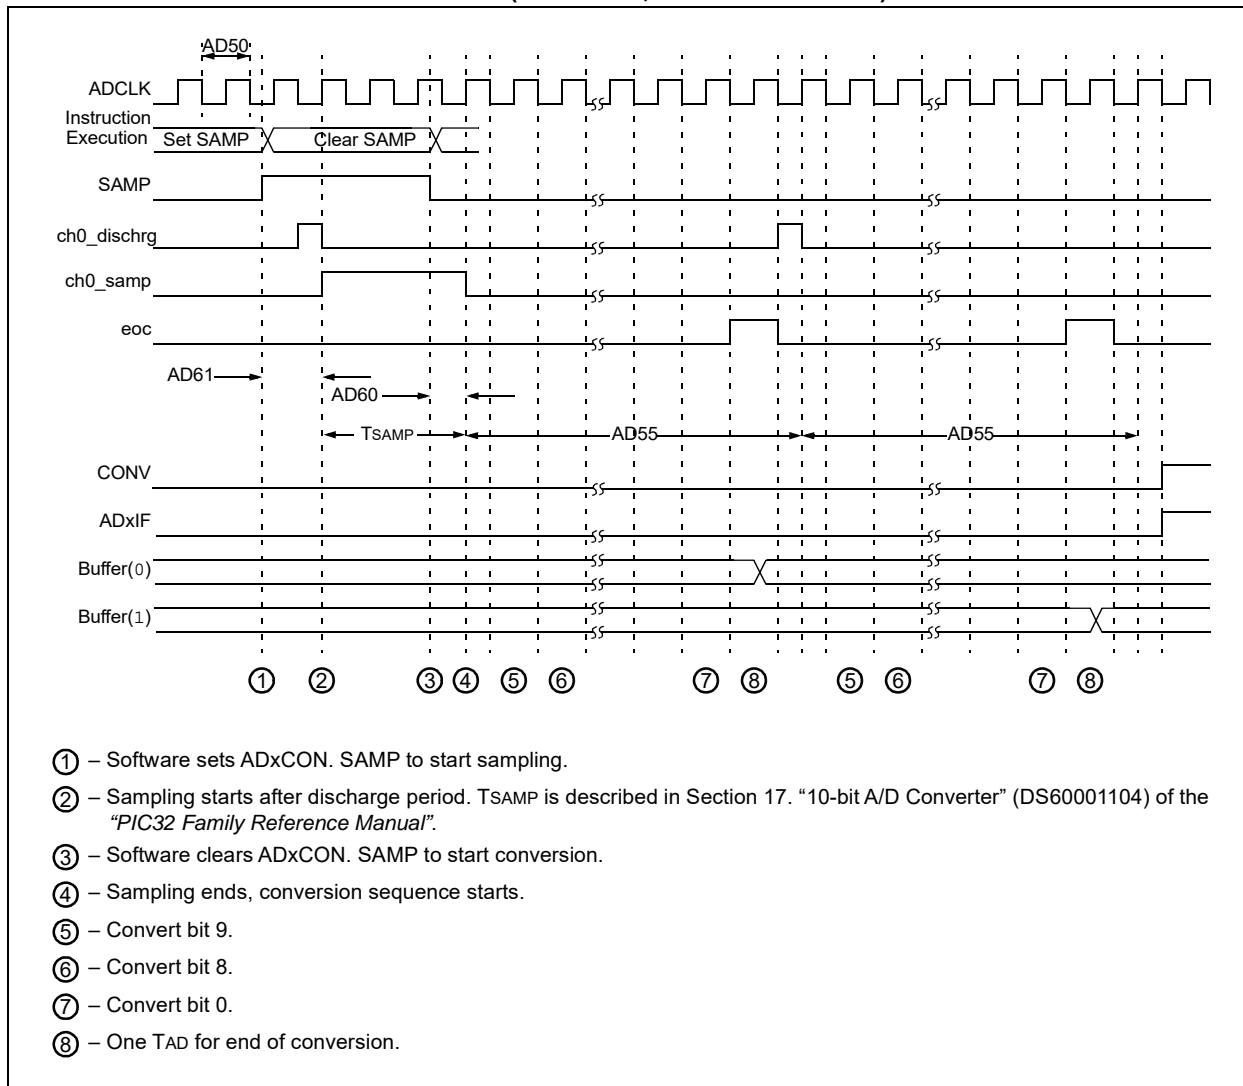 AD50
ADCLK
Instruction
Execution Set SAMP Clear SAMP
SAMP
ch0_dischrg
ch0_samp
eoc
AD61
AD60
TSAMP AD55 AD55
CONV
ADxIF
Buffer(0)
Buffer(1)
1 2 3 4 5 6 7 8 5 6 7 8
1 – Software sets ADxCON. SAMP to start sampling.
2 – Sampling starts after discharge period. TSAMP is described in Section 17. “10-bit A/D Converter” (DS60001104) of the
“PIC32 Family Reference Manual”.
3 – Software clears ADxCON. SAMP to start conversion.
4 – Sampling ends, conversion sequence starts.
5 – Convert bit 9.
6 – Convert bit 8.
7 – Convert bit 0.
8 – One TAD for end of conversion.